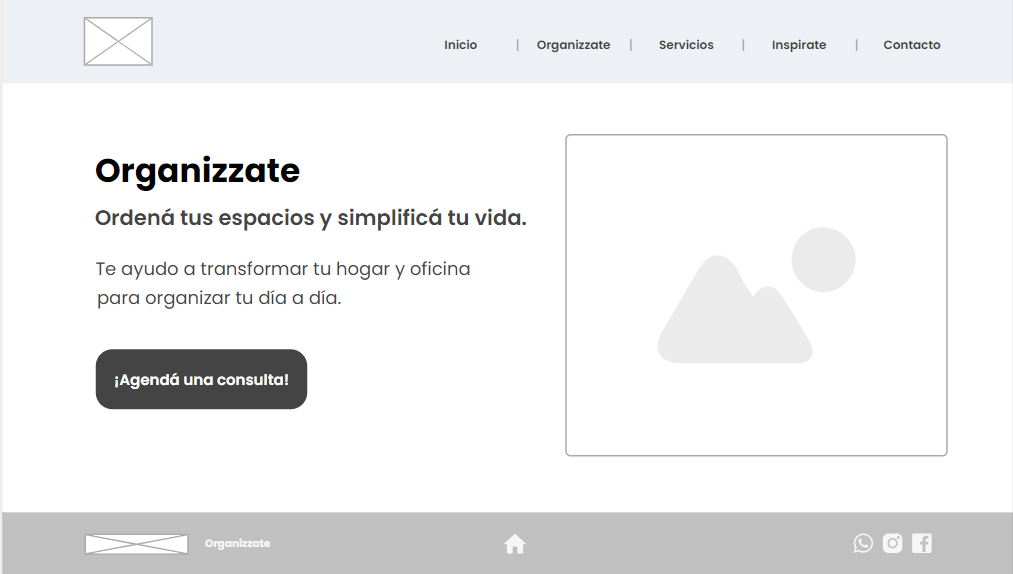 Inicio | Organizzate | Servicios | Inspirate | Contacto
Organizzate
Ordená tus espacios y simplificá tu vida.
Te ayudo a transformar tu hogar y oficina
para organizar tu día a día.
¡Agendá una consulta!
Organizzate